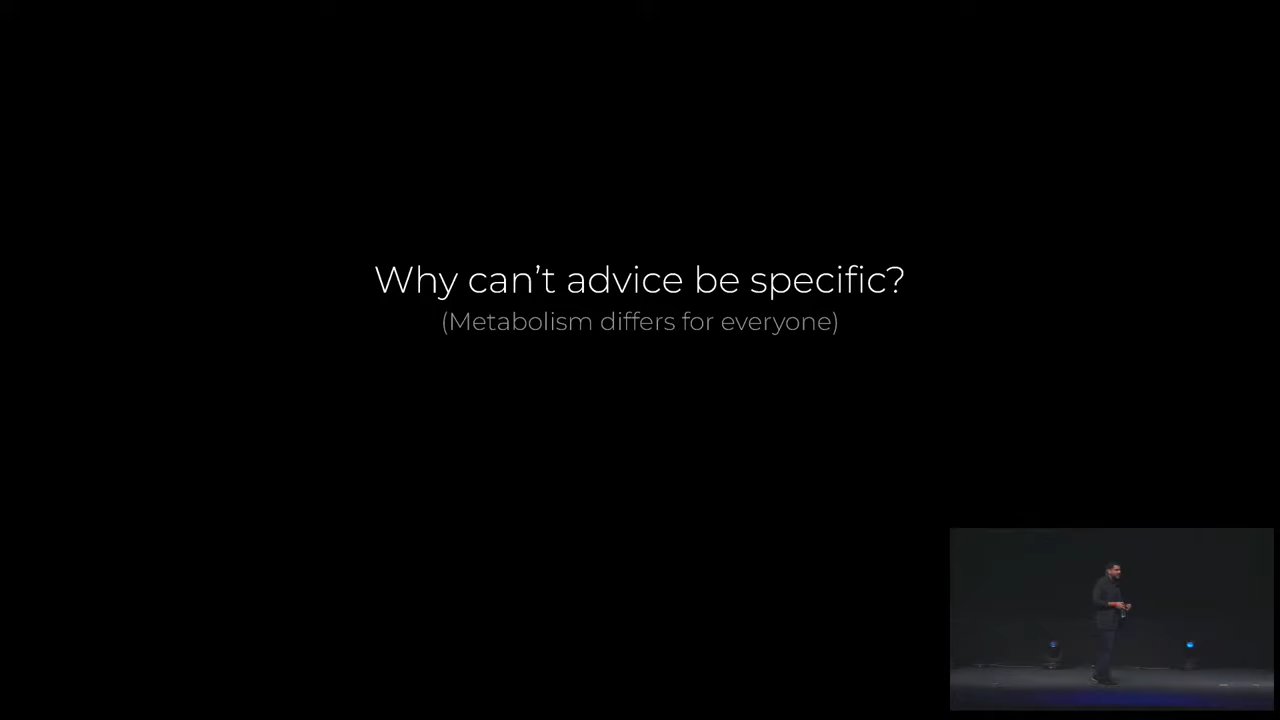 Why can’t advice be specific?
(Metabolism differs for everyone)